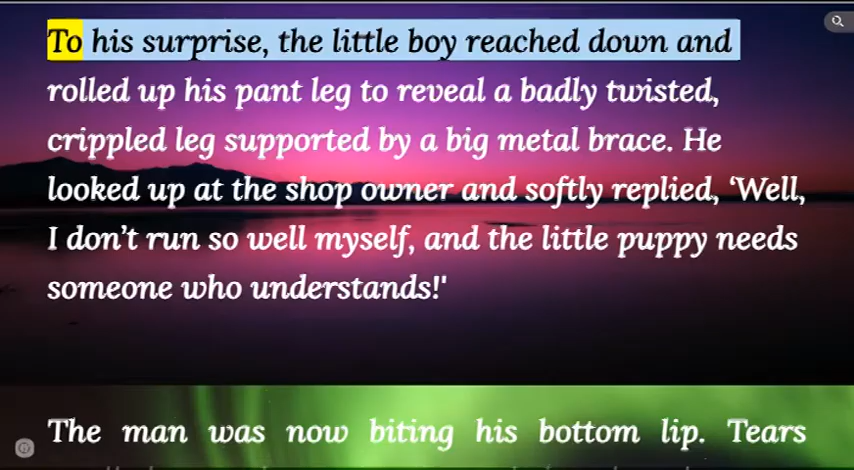 To his surprise, the little boy reached down and
rolled up his pant leg to reveal a badly twisted,
crippled leg supported by a big metal brace. He
looked up at the shop owner and softly replied, ‘Well,
I don’t run so well myself, and the little puppy needs
someone who understands!'
The man was now biting his bottom lip. Tears